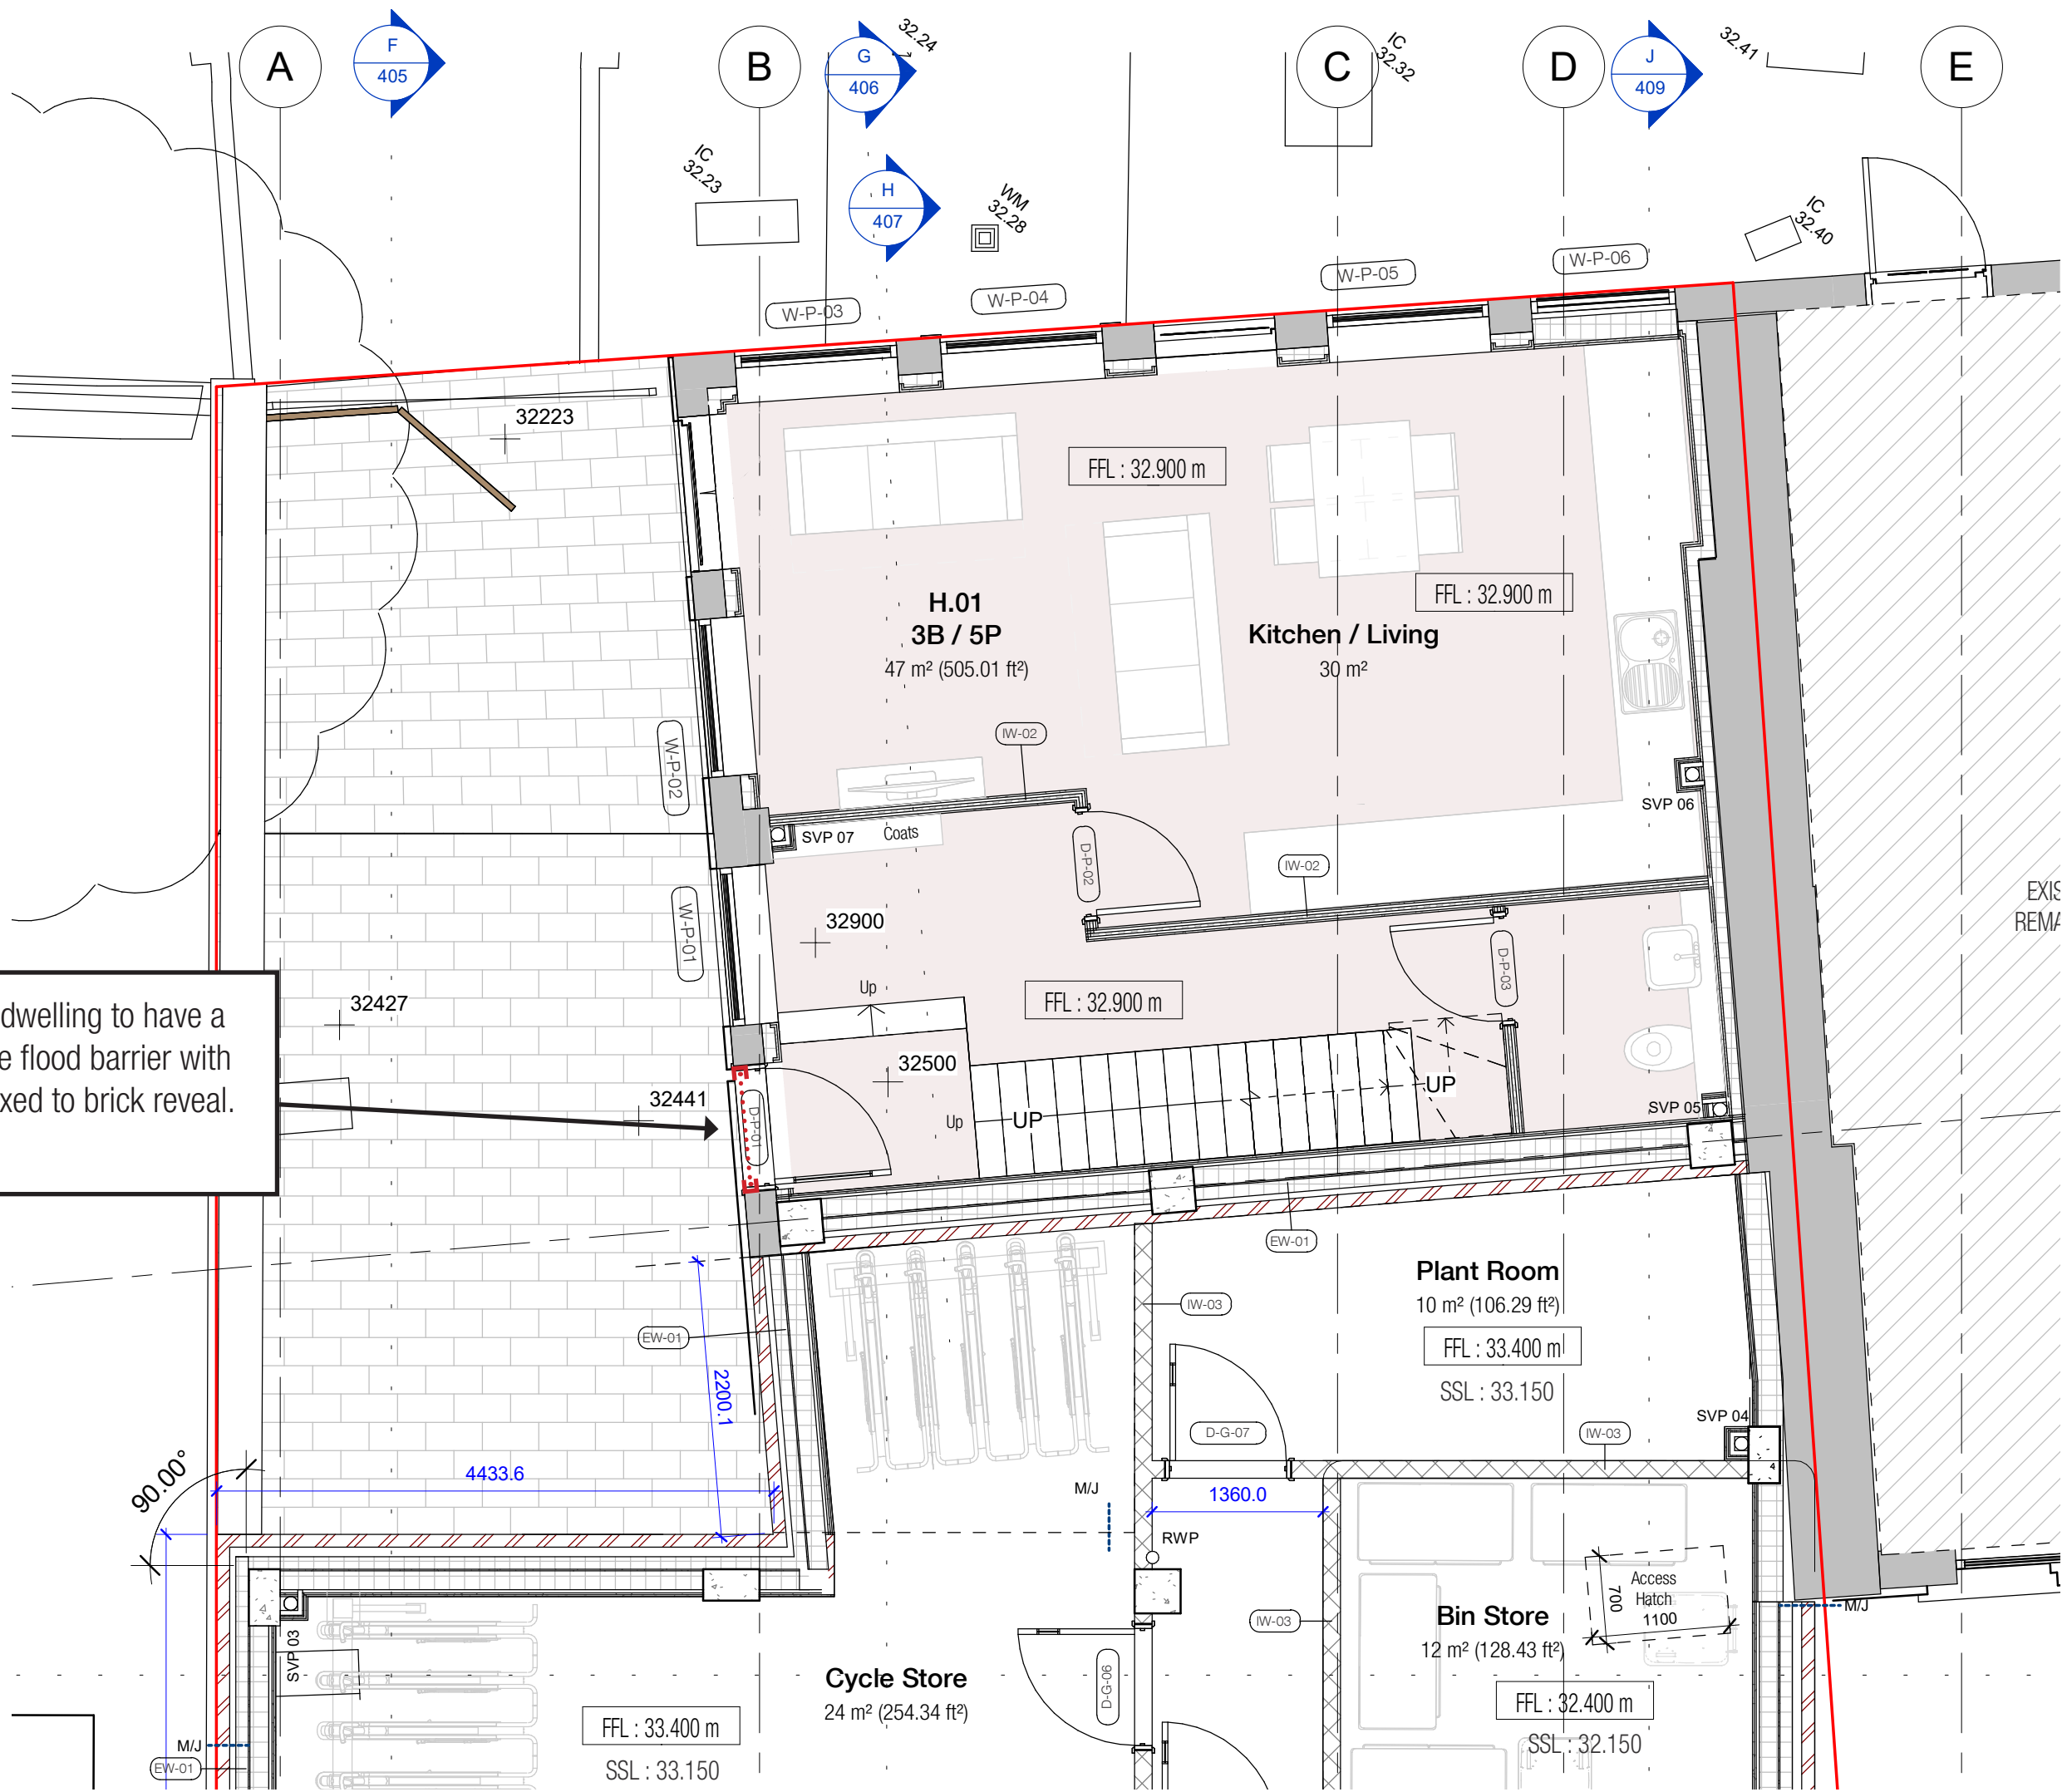 A
F
405
B
G
406
32.24
C
IC
32.32
D
J
409
32.41
E
IC
32.23
H
407
WM
32.28
IC
32.40
W-P-03
W-P-04
W-P-05
W-P-06
32223
FFL : 32.900 m
FFL : 32.900 m
H.01
3B / 5P
47 m² (505.01 ft²)
Kitchen / Living
30 m²
W-P-02
IW-02
SVP 06
SVP 07
Coats
D-P-02
IW-02
W-P-01
32900
D-P-03
Up
FFL : 32.900 m
32427
dwelling to have a
e flood barrier with
xed to brick reveal.
32500
32441
D-P-01
Up
UP
UP
SVP 05
EW-01
IW-03
EW-01
2200.1
Plant Room
10 m² (106.29 ft²)
FFL : 33.400 m
SSL : 33.150
SVP 04
D-G-07
IW-03
90.00°
4433.6
M/J
1360.0
RWP
Access
Hatch
700
1100
M/J
IW-03
Bin Store
12 m² (128.43 ft²)
FFL : 32.400 m
SSL : 32.150
SVP 03
Cycle Store
24 m² (254.34 ft²)
D-G-06
FFL : 33.400 m
SSL : 33.150
M/J
EW-01
EXIS
REMA